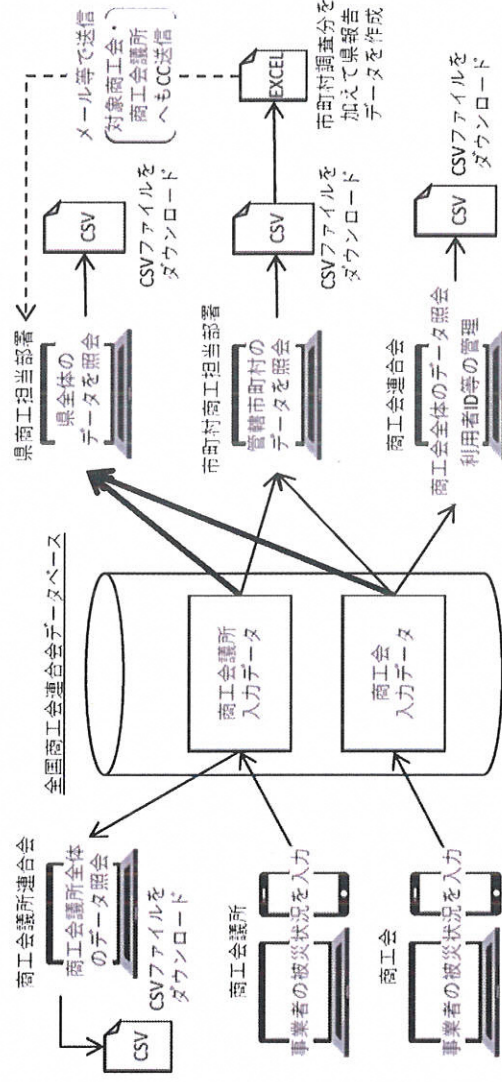 全国商工会連合会データベース
商工会議所連合会
商工会議所全体
のデータ照会
CSV
CSVファイルを
ダウンロード
商工会議所
事業者の被災状況を入力
商工会
事業者の被災状況を入力
商工会議所
入力データ
商工会
入力データ
県商工担当部署
県全体の
データを照会
CSV
CSVファイルを
ダウンロード
メール等で送信
対象商工会・
商工会議所
へもCC送信
市町村商工担当部署
管轄市町村の
データを照会
CSV
CSVファイルを
ダウンロード
EXCEL
市町村調査分を
加えて県報告
データを作成
商工会連合会
商工会全体のデータ照会
利用者ID等の管理
CSV
CSVファイルを
ダウンロード